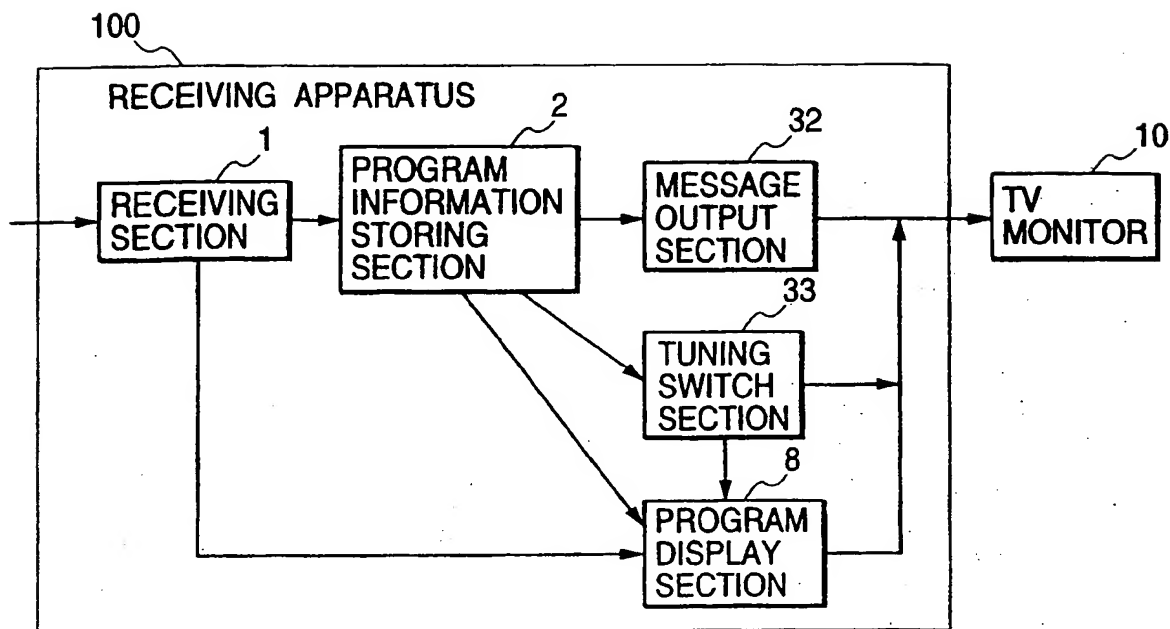 100
RECEIVING APPARATUS
1
RECEIVING
SECTION
2
PROGRAM
INFORMATION
STORING
SECTION
32
MESSAGE
OUTPUT
SECTION
10
TV
MONITOR
33
TUNING
SWITCH
SECTION
8
PROGRAM
DISPLAY
SECTION